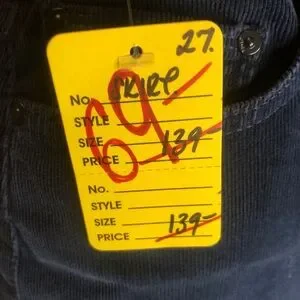 27.
No. SKIRT
69-
STYLE
SIZE
PRICE 139-
No.
STYLE
SIZE
PRICE 139-